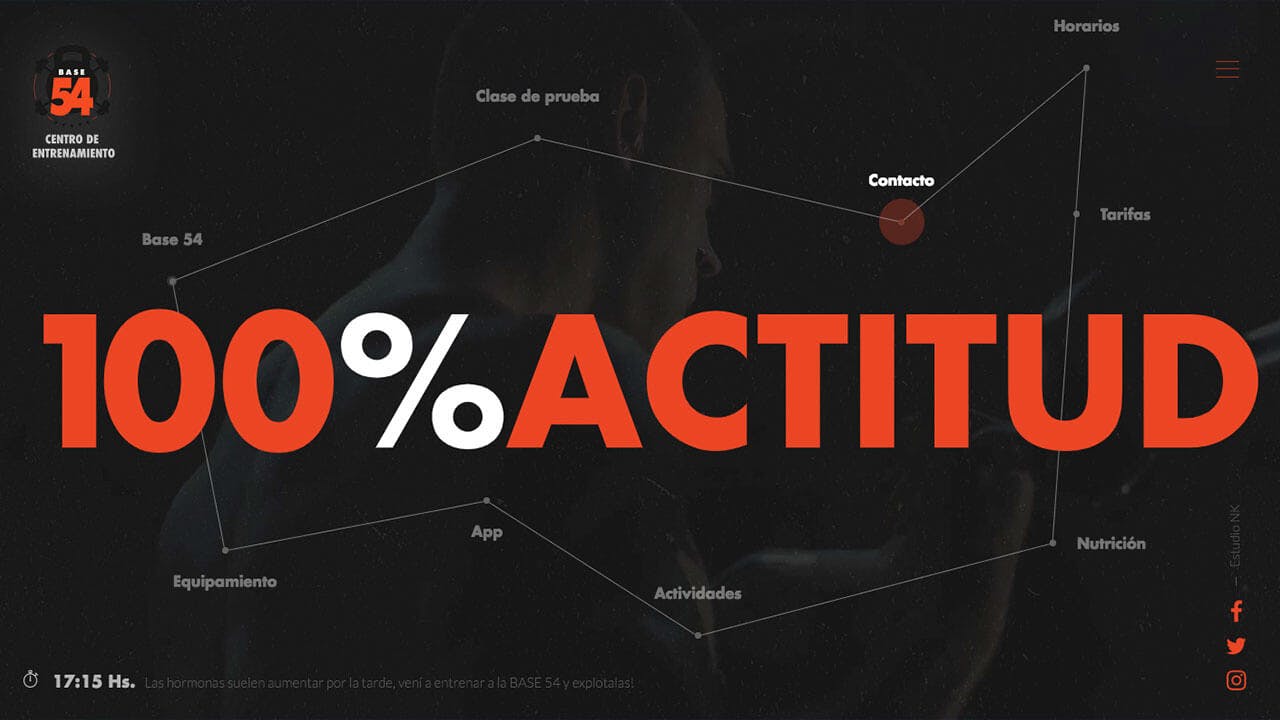 Horarios
BASE
54
CENTRO DE
ENTRENAMIENTO
Clase de prueba
Contacto
Tarifas
Base 54
100%ACTITUD
App
Nutrición
Equipamiento
Actividades
Estudio NK
17:15 Hs. Las hormonas suelen aumentar por la tarde, vení a entrenar a la BASE 54 y explotalas!